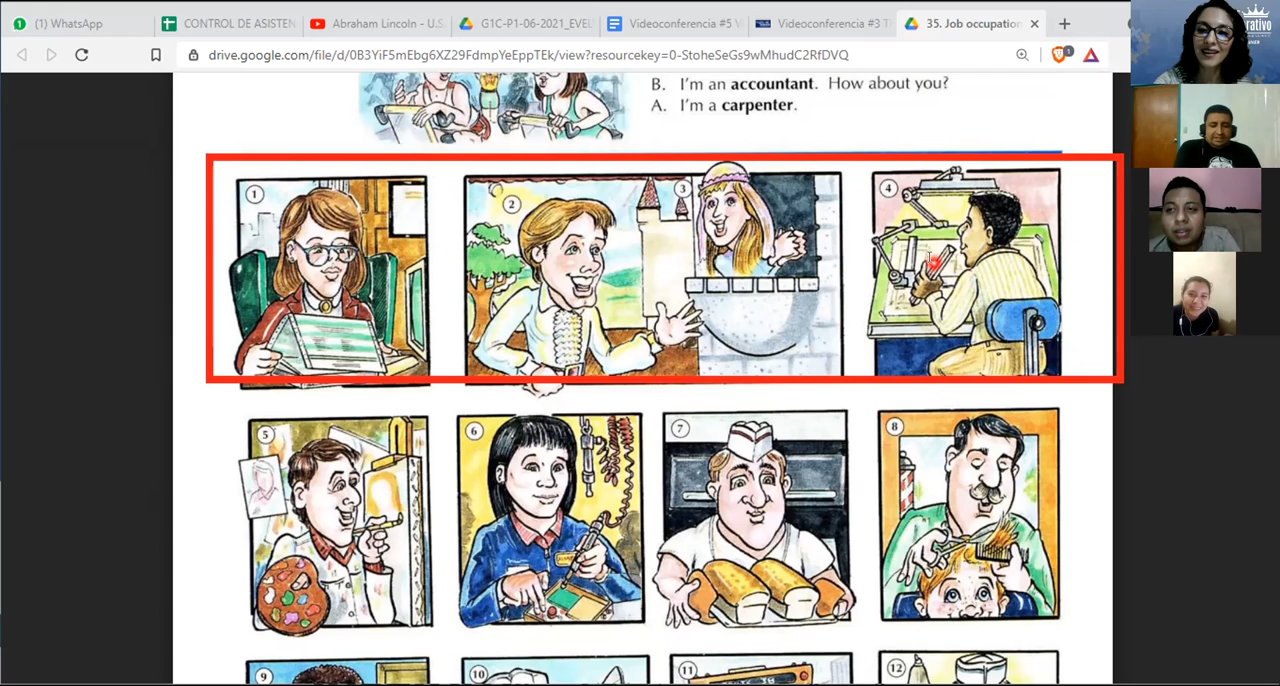 (1) WhatsApp
CONTROL DE ASISTEN
Abraham Lincoln - U.S.
G1C-P1-06-2021_EVEL
Videoconferencia #5 V
Videoconferencia #3 T
35. Job occupation
drive.google.com/file/d/0B3YiF5mEbg6XZ29FdmpYeEppTEk/view?resourcekey=0-StoheSeGs9wMhudC2RfDVQ
1
rativo
B. I'm an accountant. How about you?
A. I'm a carpenter.
1
2
3
4
5
6
7
8
9
10
11
12